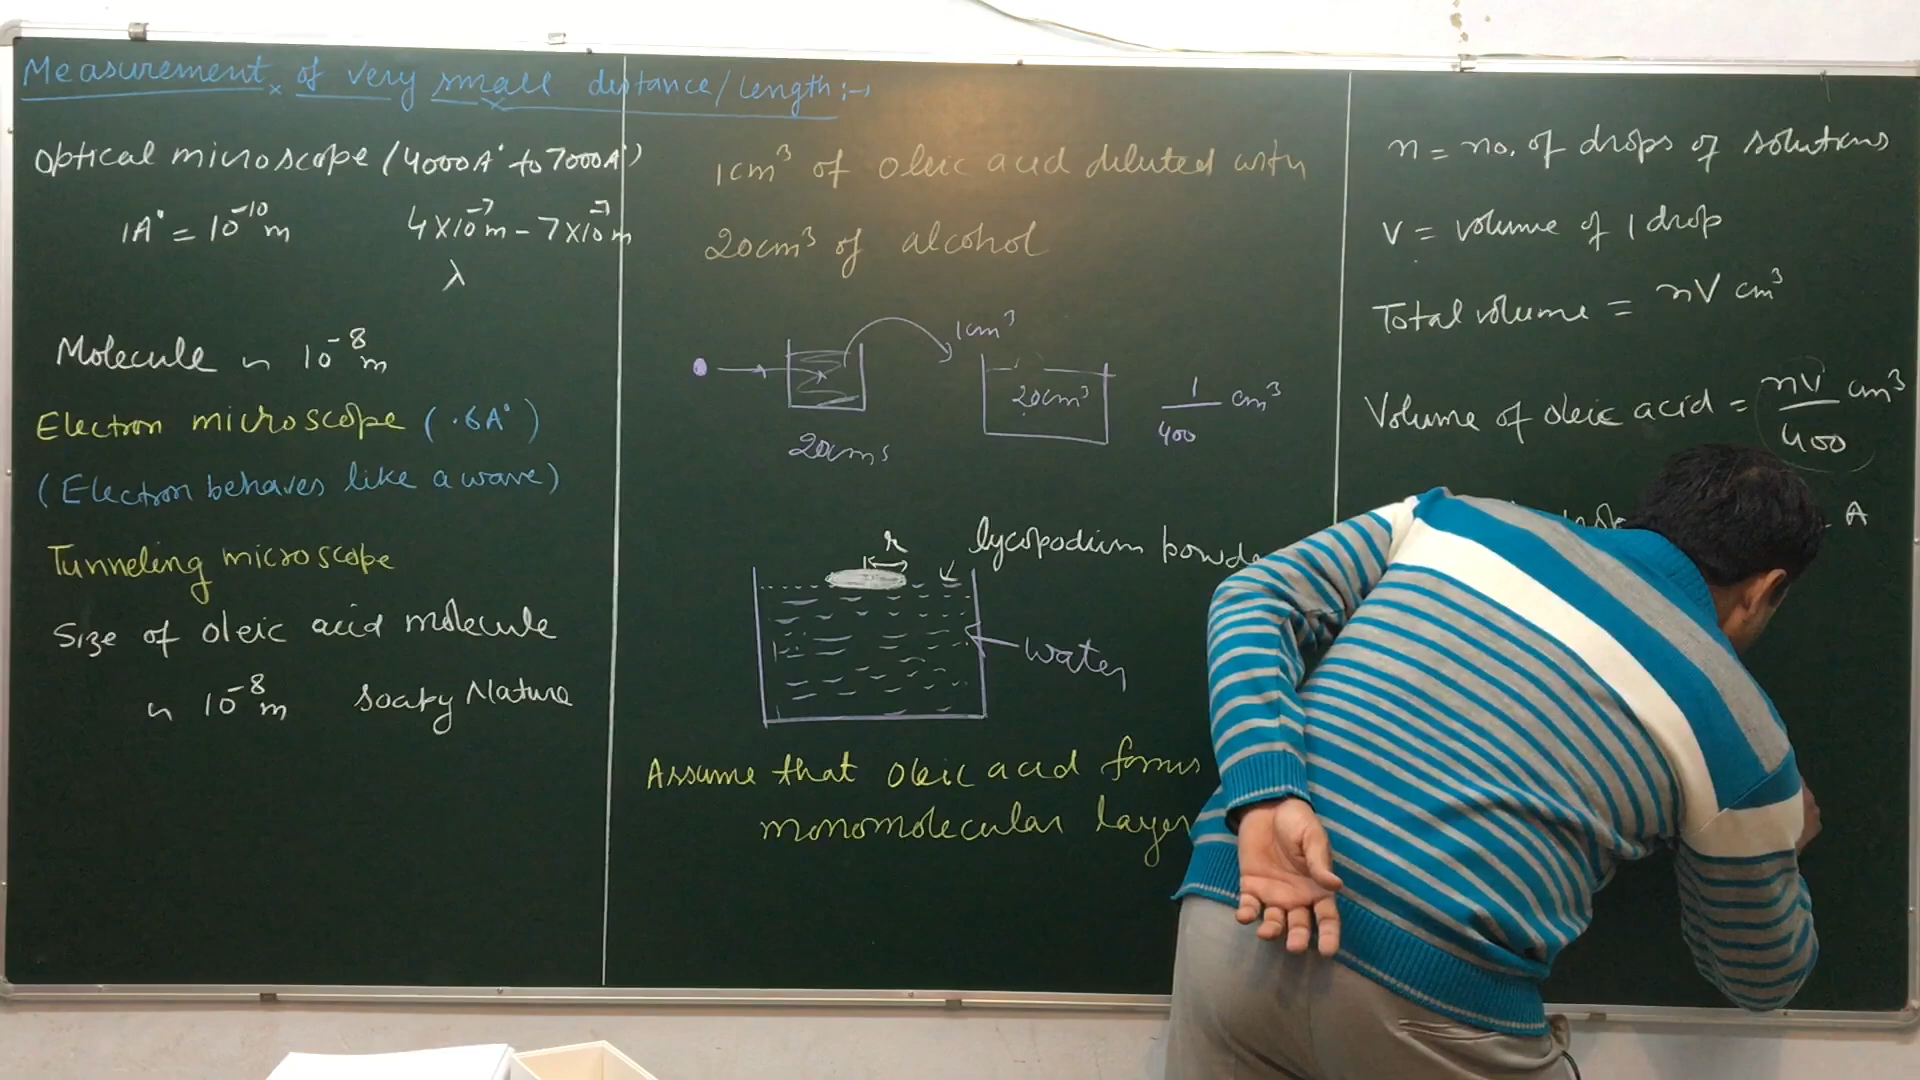 Measurement of very small distance/length:→
Optical microscope (4000A° to 7000A°)
1A° = 10⁻¹⁰ m 4×10⁻⁷m - 7×10⁻⁷m
λ
Molecule ~ 10⁻⁸ m
Electron microscope (.6A°)
(Electron behaves like a wave)
Tunneling microscope
Size of oleic acid molecule
~ 10⁻⁸ m Soapy Nature
1cm³ of oleic acid diluted with
20cm³ of alcohol
1cm³
20cm³
20cm³
1/400 cm³
r
lycopodium
water
Assume that oleic acid forms
monomolecular layer
n = no. of drops of solutions
V = volume of 1 drop
Total volume = nV cm³
Volume of oleic acid = nV/400 cm³
A